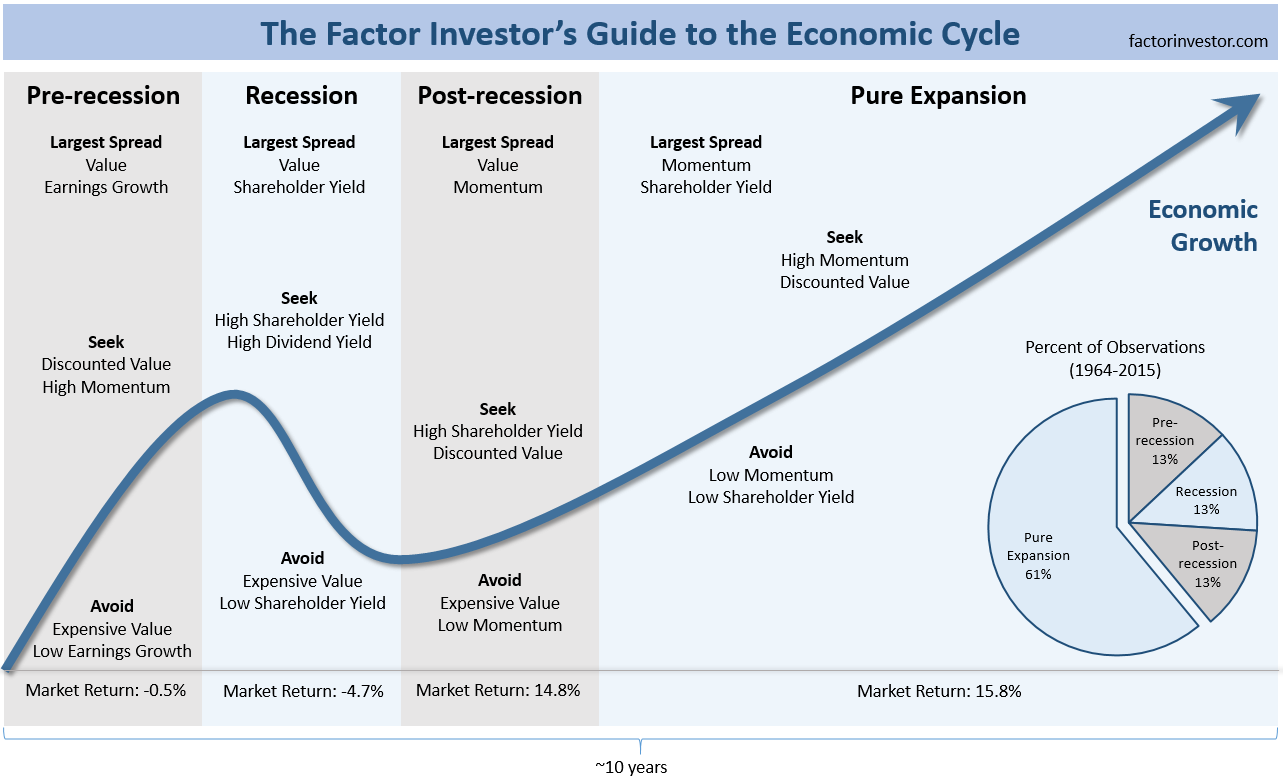 The Factor Investor’s Guide to the Economic Cycle
factorinvestor.com
Pre-recession
Largest Spread
Value
Earnings Growth
Seek
Discounted Value
High Momentum
Avoid
Expensive Value
Low Earnings Growth
Market Return: -0.5%
Recession
Largest Spread
Value
Shareholder Yield
Seek
High Shareholder Yield
High Dividend Yield
Avoid
Expensive Value
Low Shareholder Yield
Market Return: -4.7%
Post-recession
Largest Spread
Value
Momentum
Seek
High Shareholder Yield
Discounted Value
Avoid
Expensive Value
Low Momentum
Market Return: 14.8%
Pure Expansion
Largest Spread
Momentum
Shareholder Yield
Seek
High Momentum
Discounted Value
Avoid
Low Momentum
Low Shareholder Yield
Market Return: 15.8%
Economic
Growth
Percent of Observations
(1964-2015)
Pre-
recession
13%
Recession
13%
Post-
recession
13%
Pure
Expansion
61%
~10 years